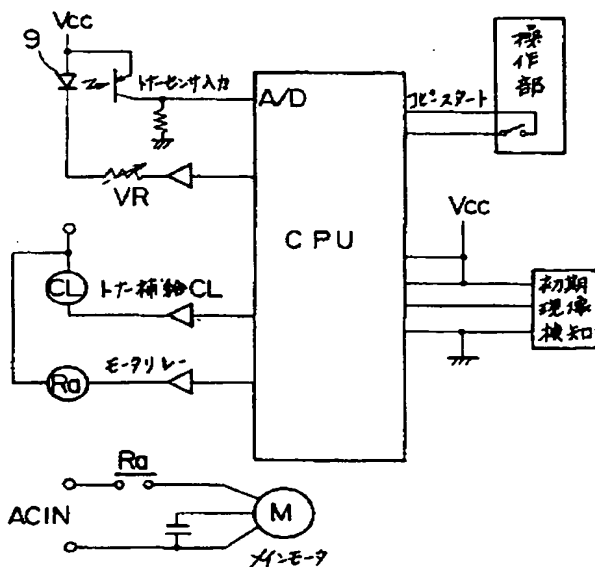 Vcc
9
トナーセンサ入力
A/D
VR
CPU
コピースタート
操作部
Vcc
CL
トナー補給CL
モータリレー
Ra
初期
現像
検知
Ra
ACIN
M
メインモータ